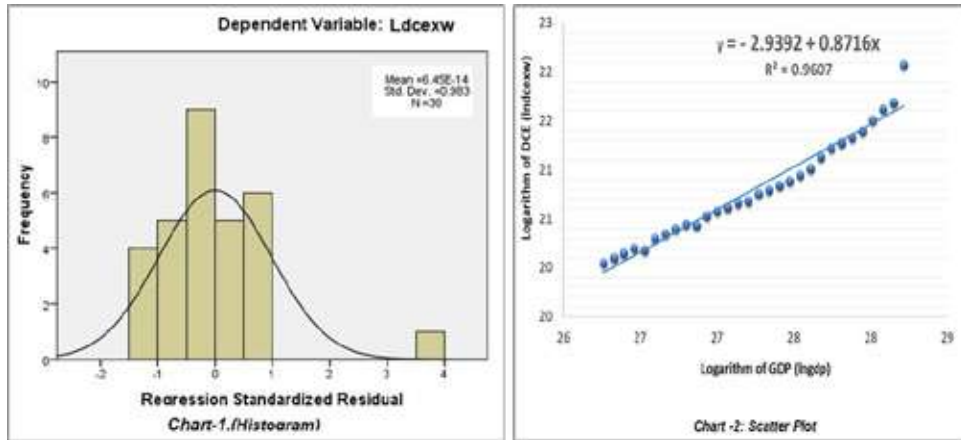 Dependent Variable: Ldcexw
Mean =6.45E-14
Std. Dev. =0.983
N =30
Frequency
10
8
6
4
2
0
-2
-1
0
1
2
3
4
Regression Standardized Residual
Chart-1.(Histogram)
y = - 2.9392 + 0.8716x
R² = 0.9607
Logarithm of DCE (lndcexw)
23
22
22
21
21
20
20
26
27
27
28
28
29
Logarithm of GDP (lngdp)
Chart -2: Scatter Plot